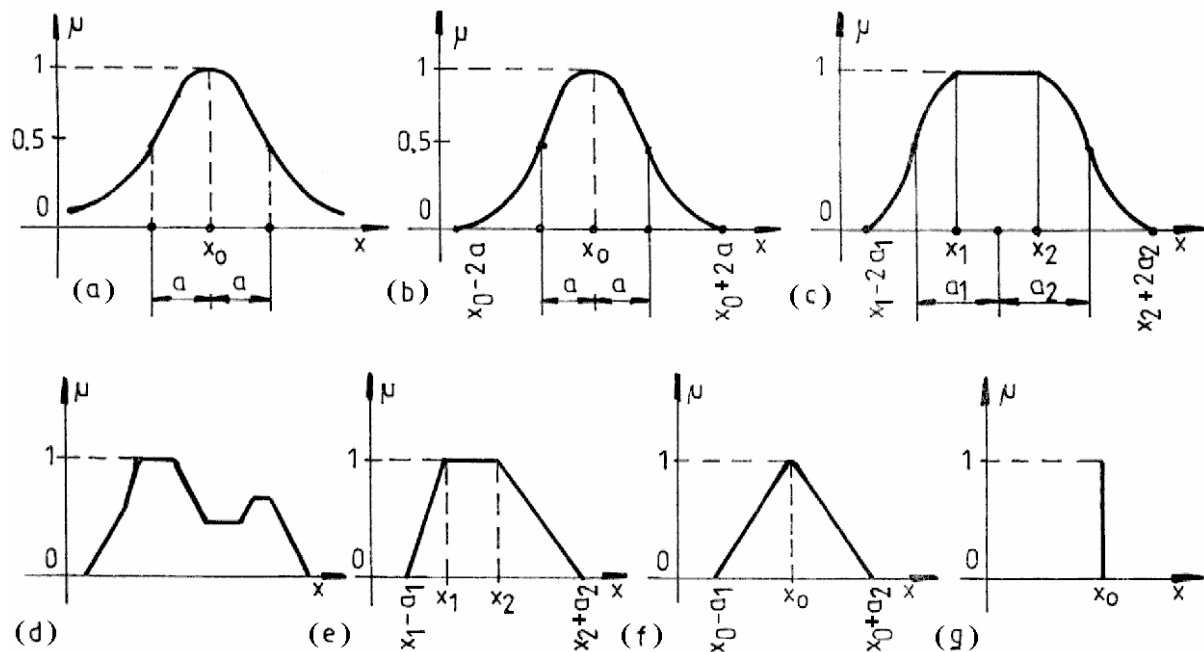 μ
1
0.5
0
x₀
x
a a
(a)
μ
1
0.5
0
x₀
x
x₀-2a
a a
x₀+2a
(b)
μ
1
0
x₁
x₂
x
x₁-2a₁
a₁
a₂
x₂+2a₂
(c)
μ
1
0
x
(d)
μ
1
0
x₁-a₁
x₁
x₂
x₂+a₂
x
(e)
μ
1
0
x₀-a₁
x₀
x₀+a₂
x
(f)
μ
1
0
x₀
x
(g)